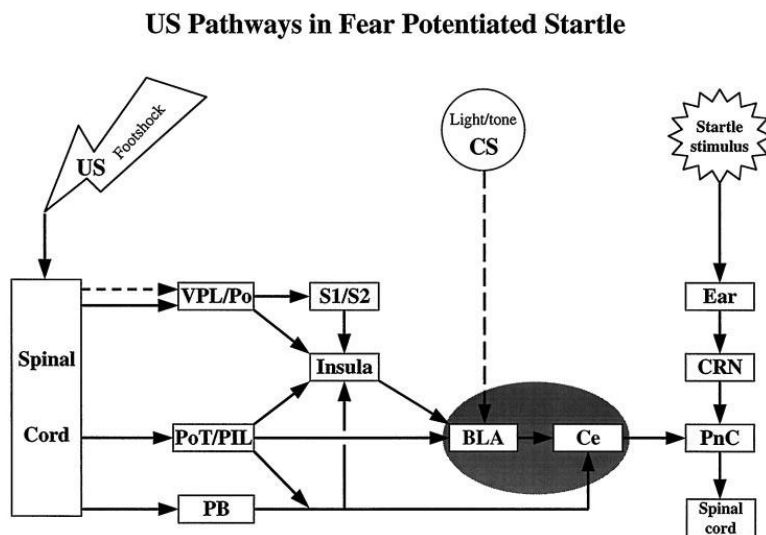 US Pathways in Fear Potentiated Startle
US Footshock
Light/tone
CS
Startle
stimulus
VPL/Po
S1/S2
Ear
Spinal
Cord
Insula
CRN
PoT/PIL
BLA
Ce
PnC
PB
Spinal
cord